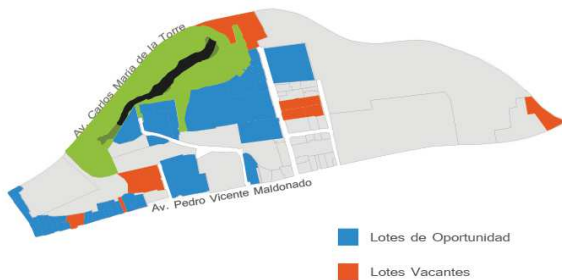 Av. Carlos María de la Torre
Av. Pedro Vicente Maldonado
Lotes de Oportunidad
Lotes Vacantes